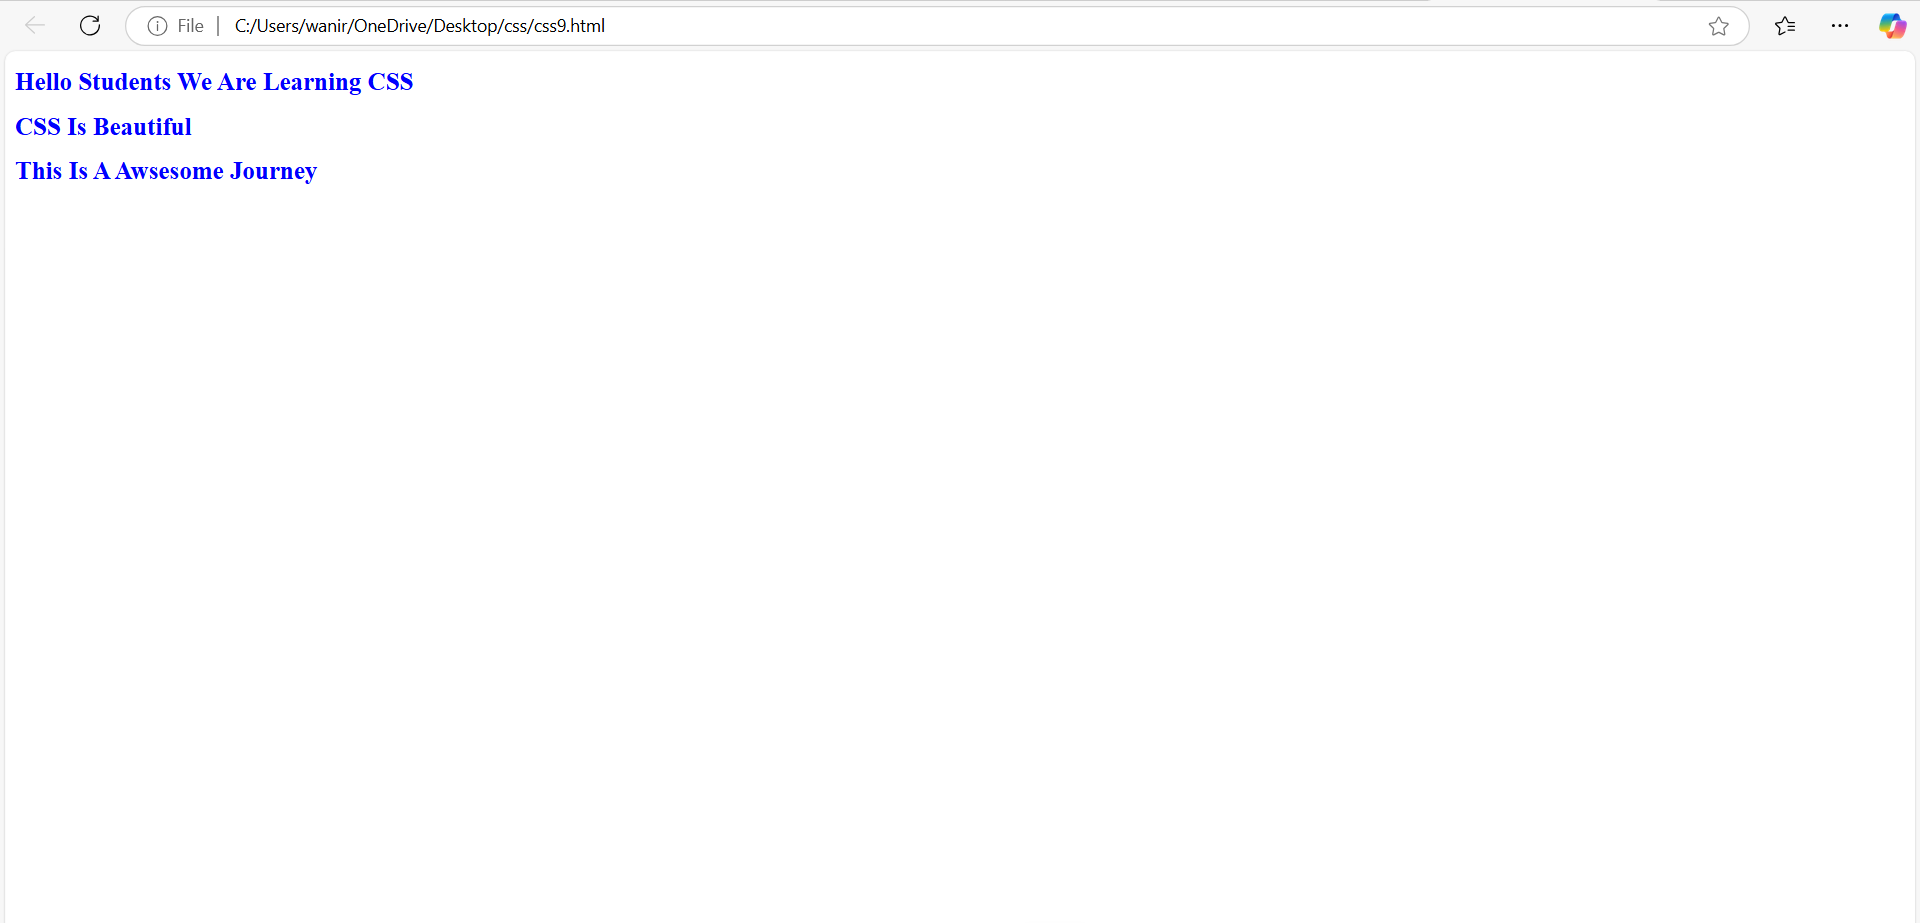 File
C:/Users/wanir/OneDrive/Desktop/css/css9.html
Hello Students We Are Learning CSS
CSS Is Beautiful
This Is A Awsesome Journey